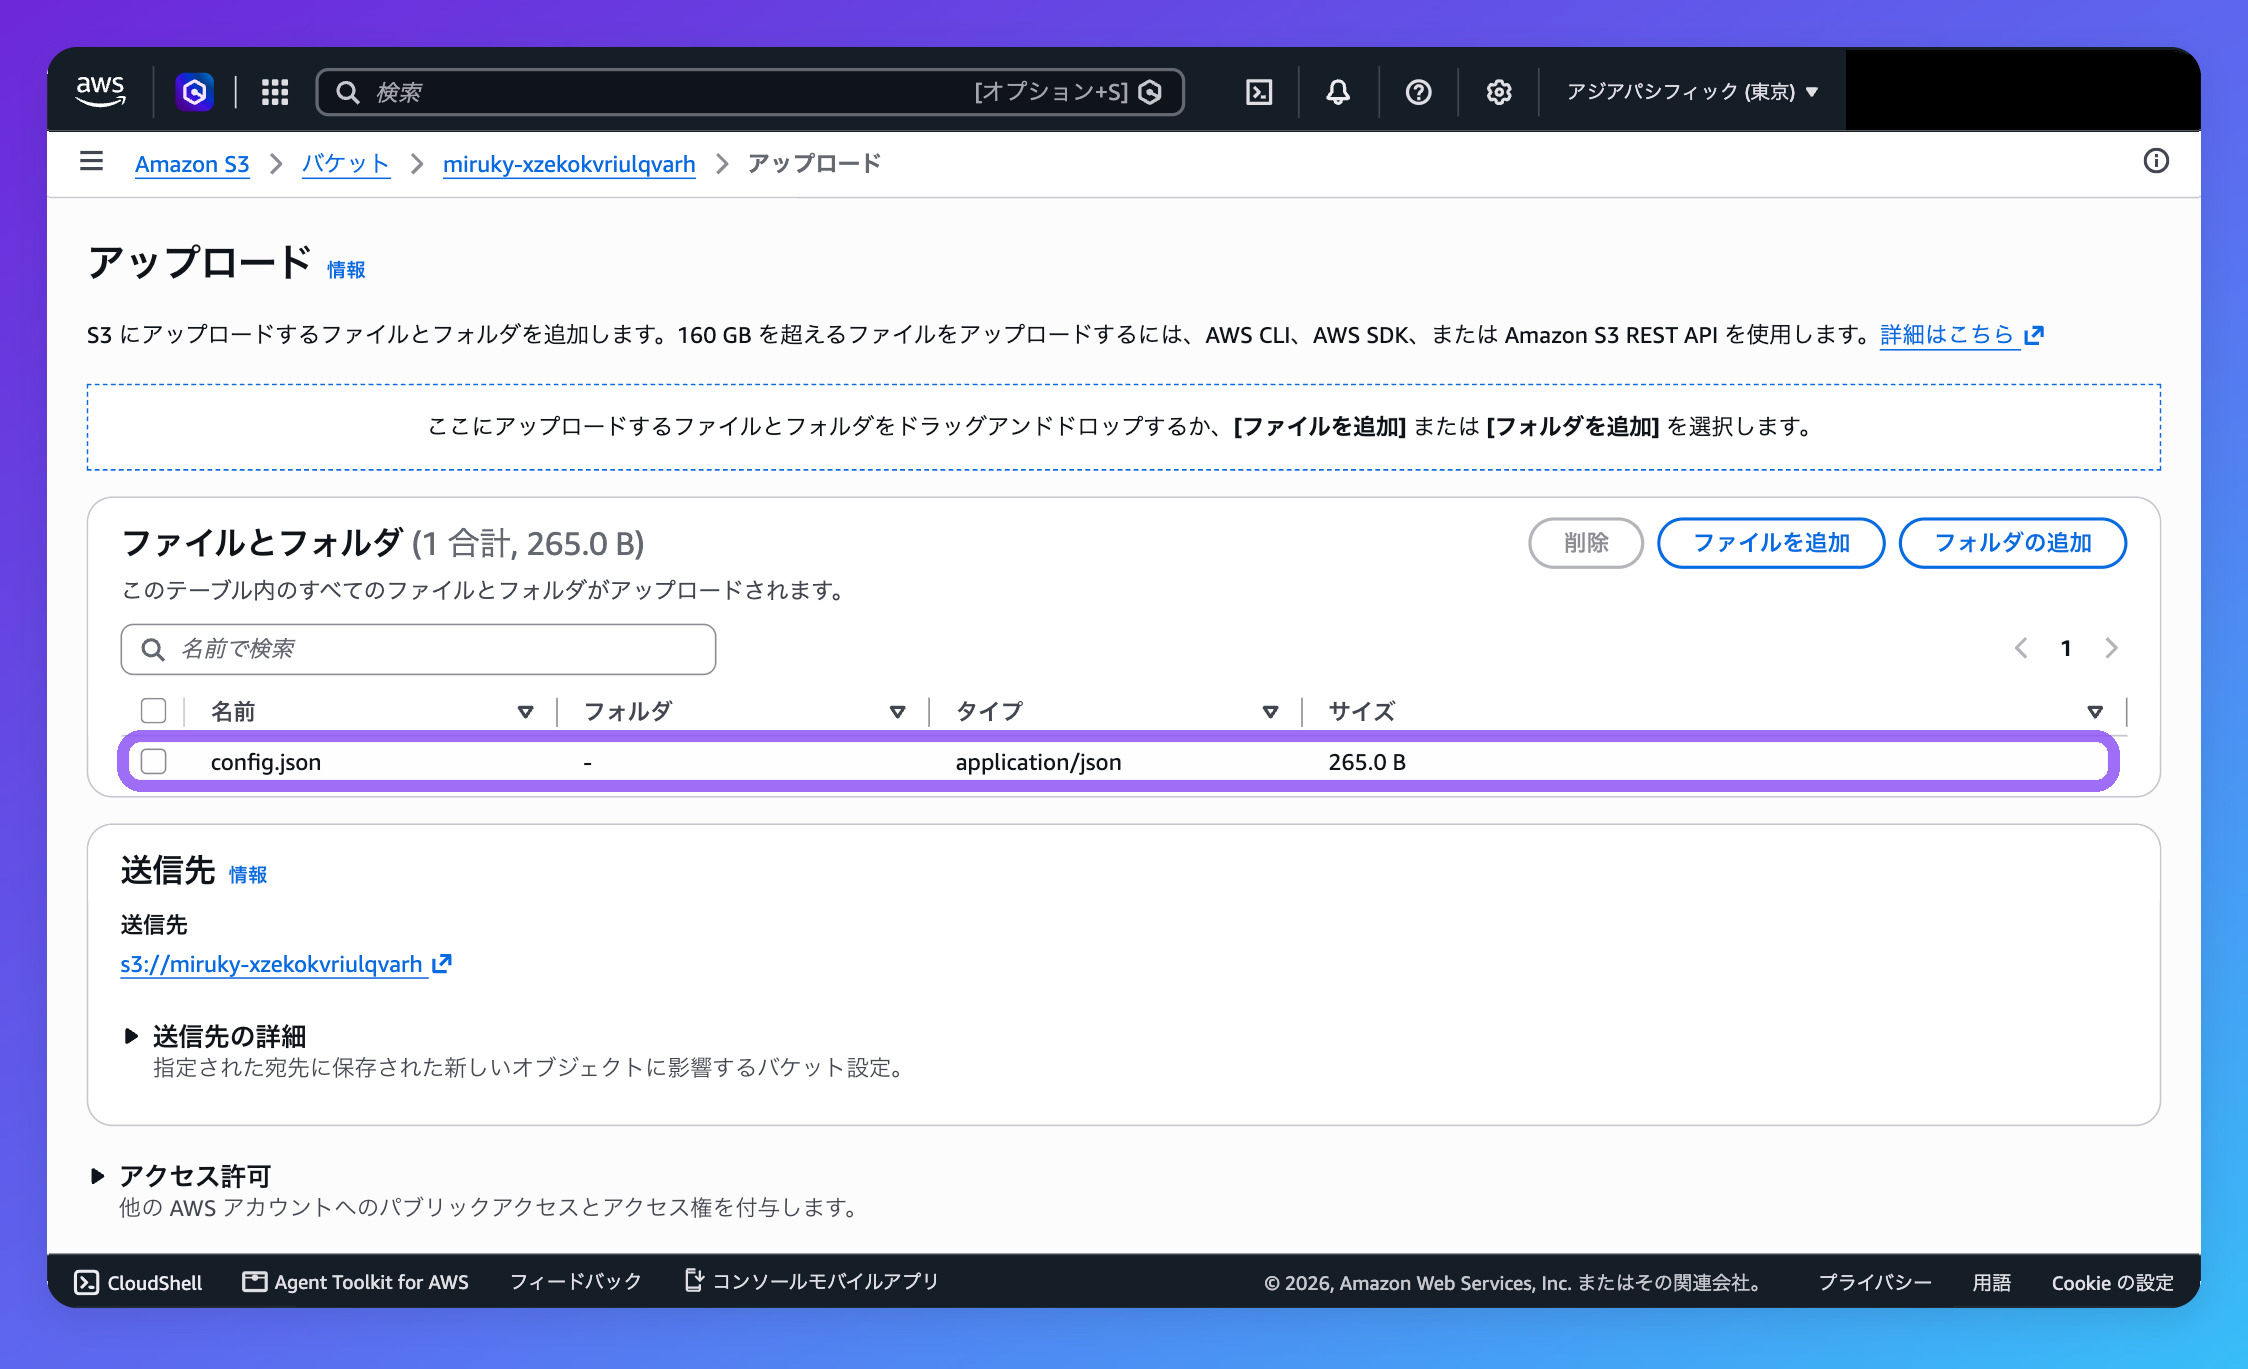 aws
検索 [オプション+S]
アジアパシフィック (東京)
Amazon S3 バケット miruky-xzekokvriulqvarh アップロード
アップロード 情報
S3 にアップロードするファイルとフォルダを追加します。160 GB を超えるファイルをアップロードするには、AWS CLI、AWS SDK、または Amazon S3 REST API を使用します。詳細はこちら
ここにアップロードするファイルとフォルダをドラッグアンドドロップするか、[ファイルを追加] または [フォルダを追加] を選択します。
ファイルとフォルダ (1 合計, 265.0 B)
削除 ファイルを追加 フォルダの追加
このテーブル内のすべてのファイルとフォルダがアップロードされます。
名前で検索
1
名前 フォルダ タイプ サイズ
config.json - application/json 265.0 B
送信先 情報
送信先
s3://miruky-xzekokvriulqvarh
送信先の詳細
指定された宛先に保存された新しいオブジェクトに影響するバケット設定。
アクセス許可
他の AWS アカウントへのパブリックアクセスとアクセス権を付与します。
CloudShell Agent Toolkit for AWS フィードバック コンソールモバイルアプリ © 2026, Amazon Web Services, Inc. またはその関連会社。 プライバシー 用語 Cookie の設定